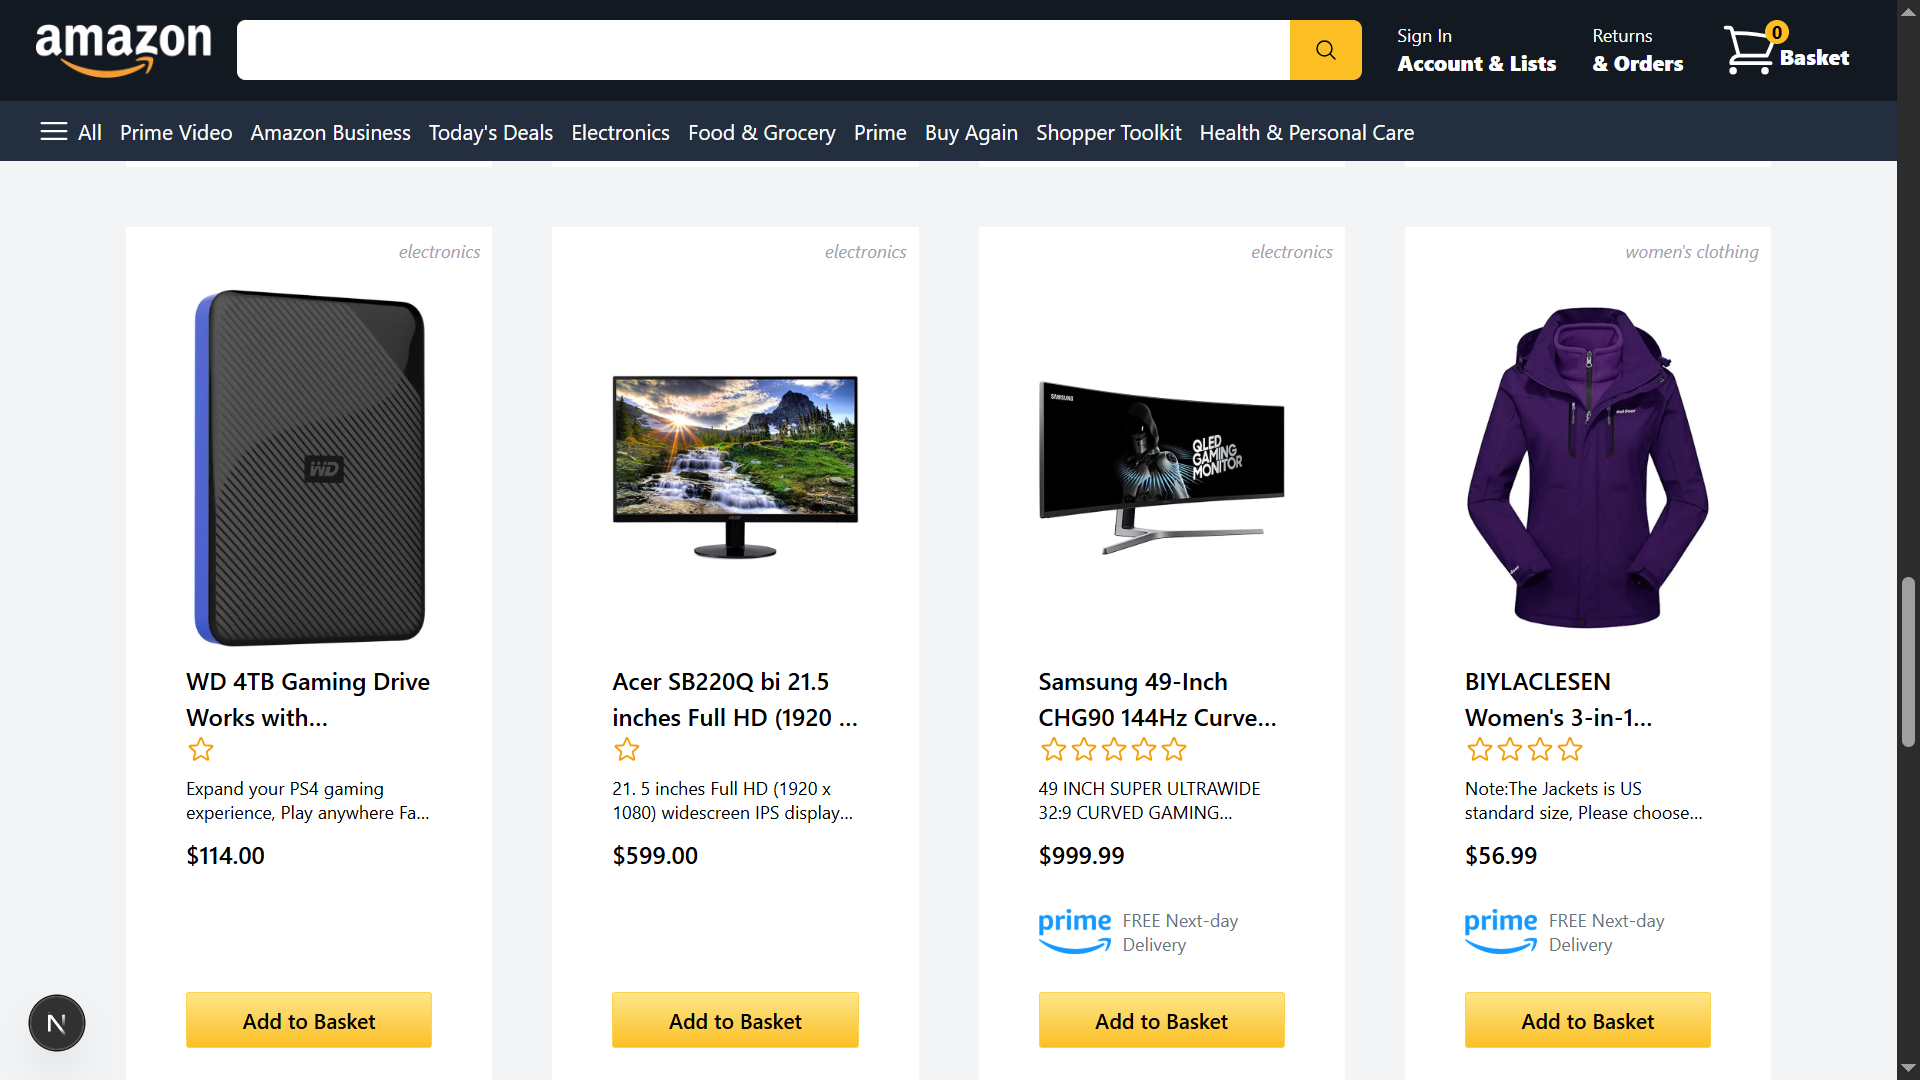 amazon
Sign In
Account & Lists
Returns
& Orders
0
Basket
All Prime Video Amazon Business Today's Deals Electronics Food & Grocery Prime Buy Again Shopper Toolkit Health & Personal Care
electronics
WD
WD 4TB Gaming Drive
Works with...
Expand your PS4 gaming
experience, Play anywhere Fa...
$114.00
Add to Basket
electronics
acer
Acer SB220Q bi 21.5
inches Full HD (1920 ...
21. 5 inches Full HD (1920 x
1080) widescreen IPS display...
$599.00
Add to Basket
electronics
SAMSUNG
QLED
GAMING
MONITOR
Samsung 49-Inch
CHG90 144Hz Curve...
49 INCH SUPER ULTRAWIDE
32:9 CURVED GAMING...
$999.99
prime
FREE Next-day
Delivery
Add to Basket
women's clothing
BIYLACLESEN
Women's 3-in-1...
Note:The Jackets is US
standard size, Please choose...
$56.99
prime
FREE Next-day
Delivery
Add to Basket
N